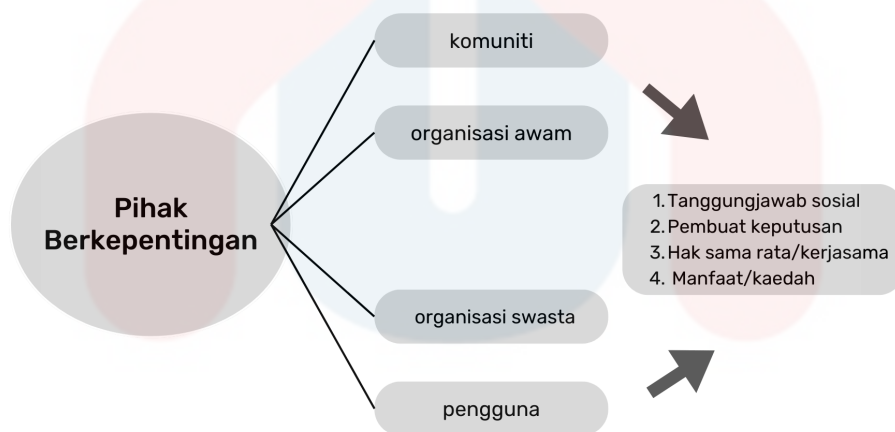 komuniti
organisasi awam
Pihak
Berkepentingan
1. Tanggungjawab sosial
2. Pembuat keputusan
3. Hak sama rata/kerjasama
4. Manfaat/kaedah
organisasi swasta
pengguna